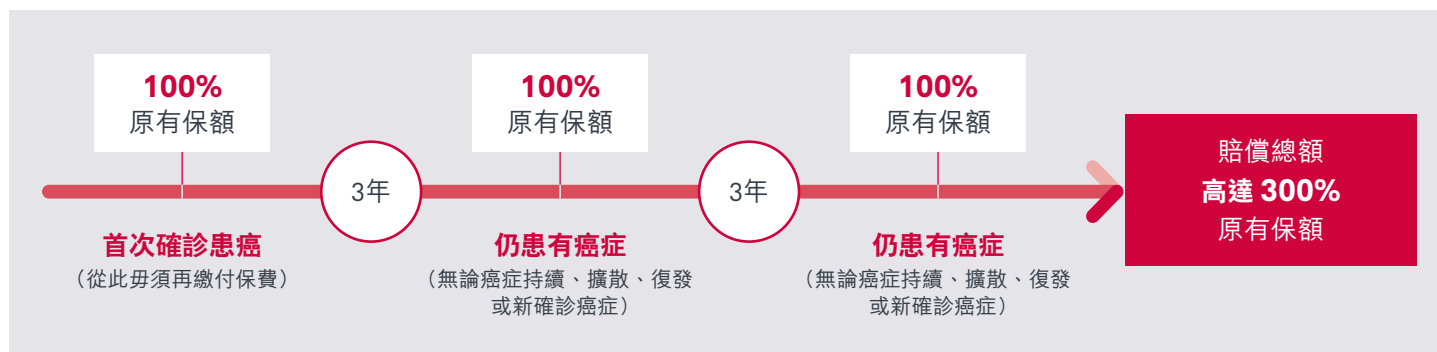 100%
原有保額
100%
原有保額
100%
原有保額
賠償總額
高達 300%
原有保額
3年
3年
首次確診患癌
（從此毋須再繳付保費）
仍患有癌症
（無論癌症持續、擴散、復發
或新確診癌症）
仍患有癌症
（無論癌症持續、擴散、復發
或新確診癌症）